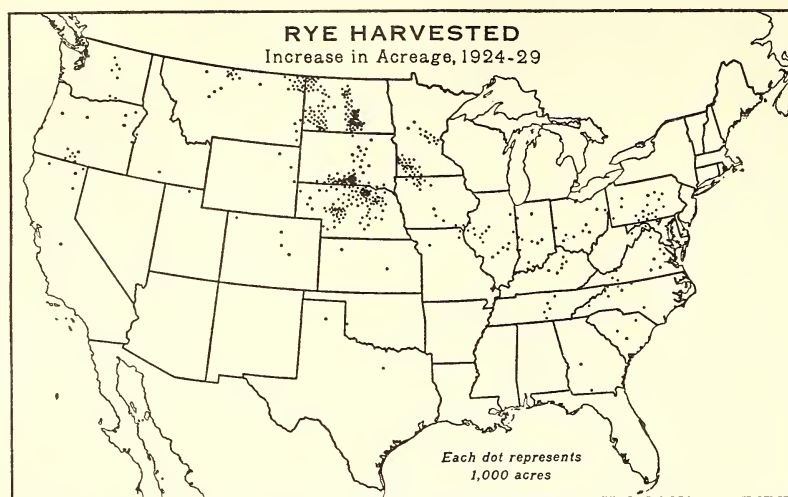 RYE HARVESTED
Increase in Acreage, 1924-29
Each dot represents
1,000 acres